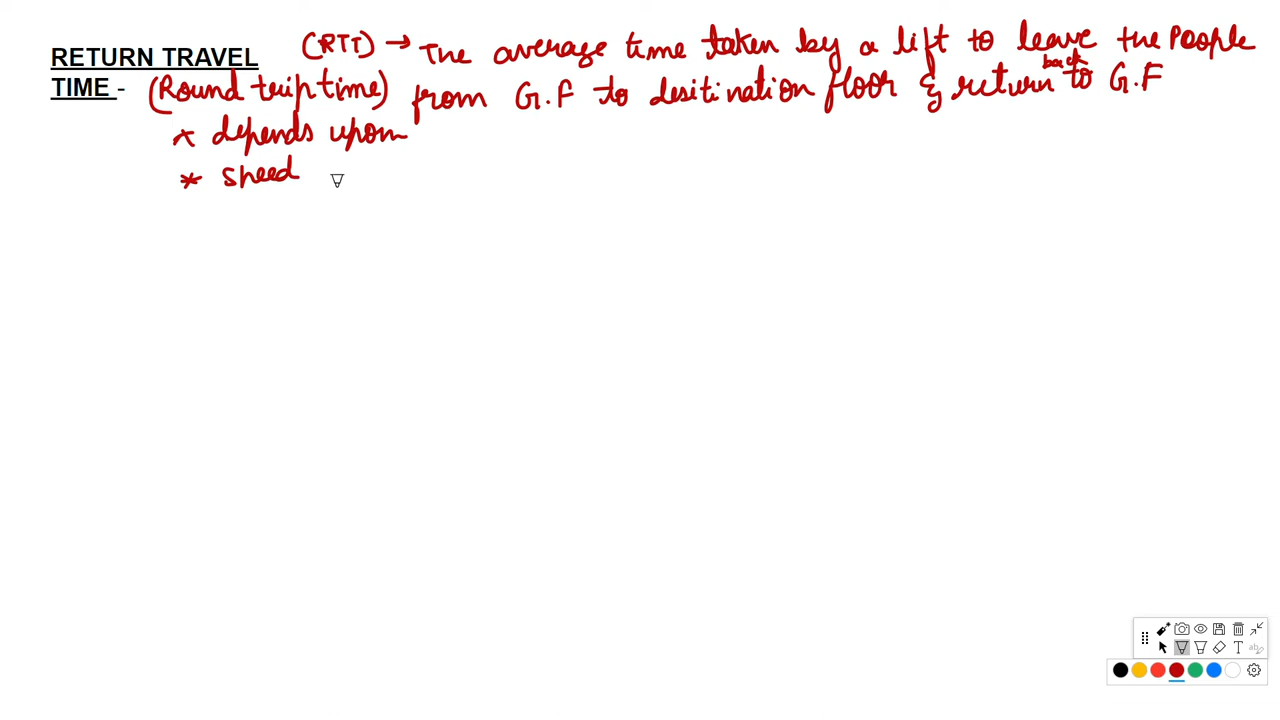 RETURN TRAVEL (RTT) → The average time taken by a lift to leave the People
TIME - (Round trip time) from G.F to desitination floor & return back to G.F
* depends upon
* speed